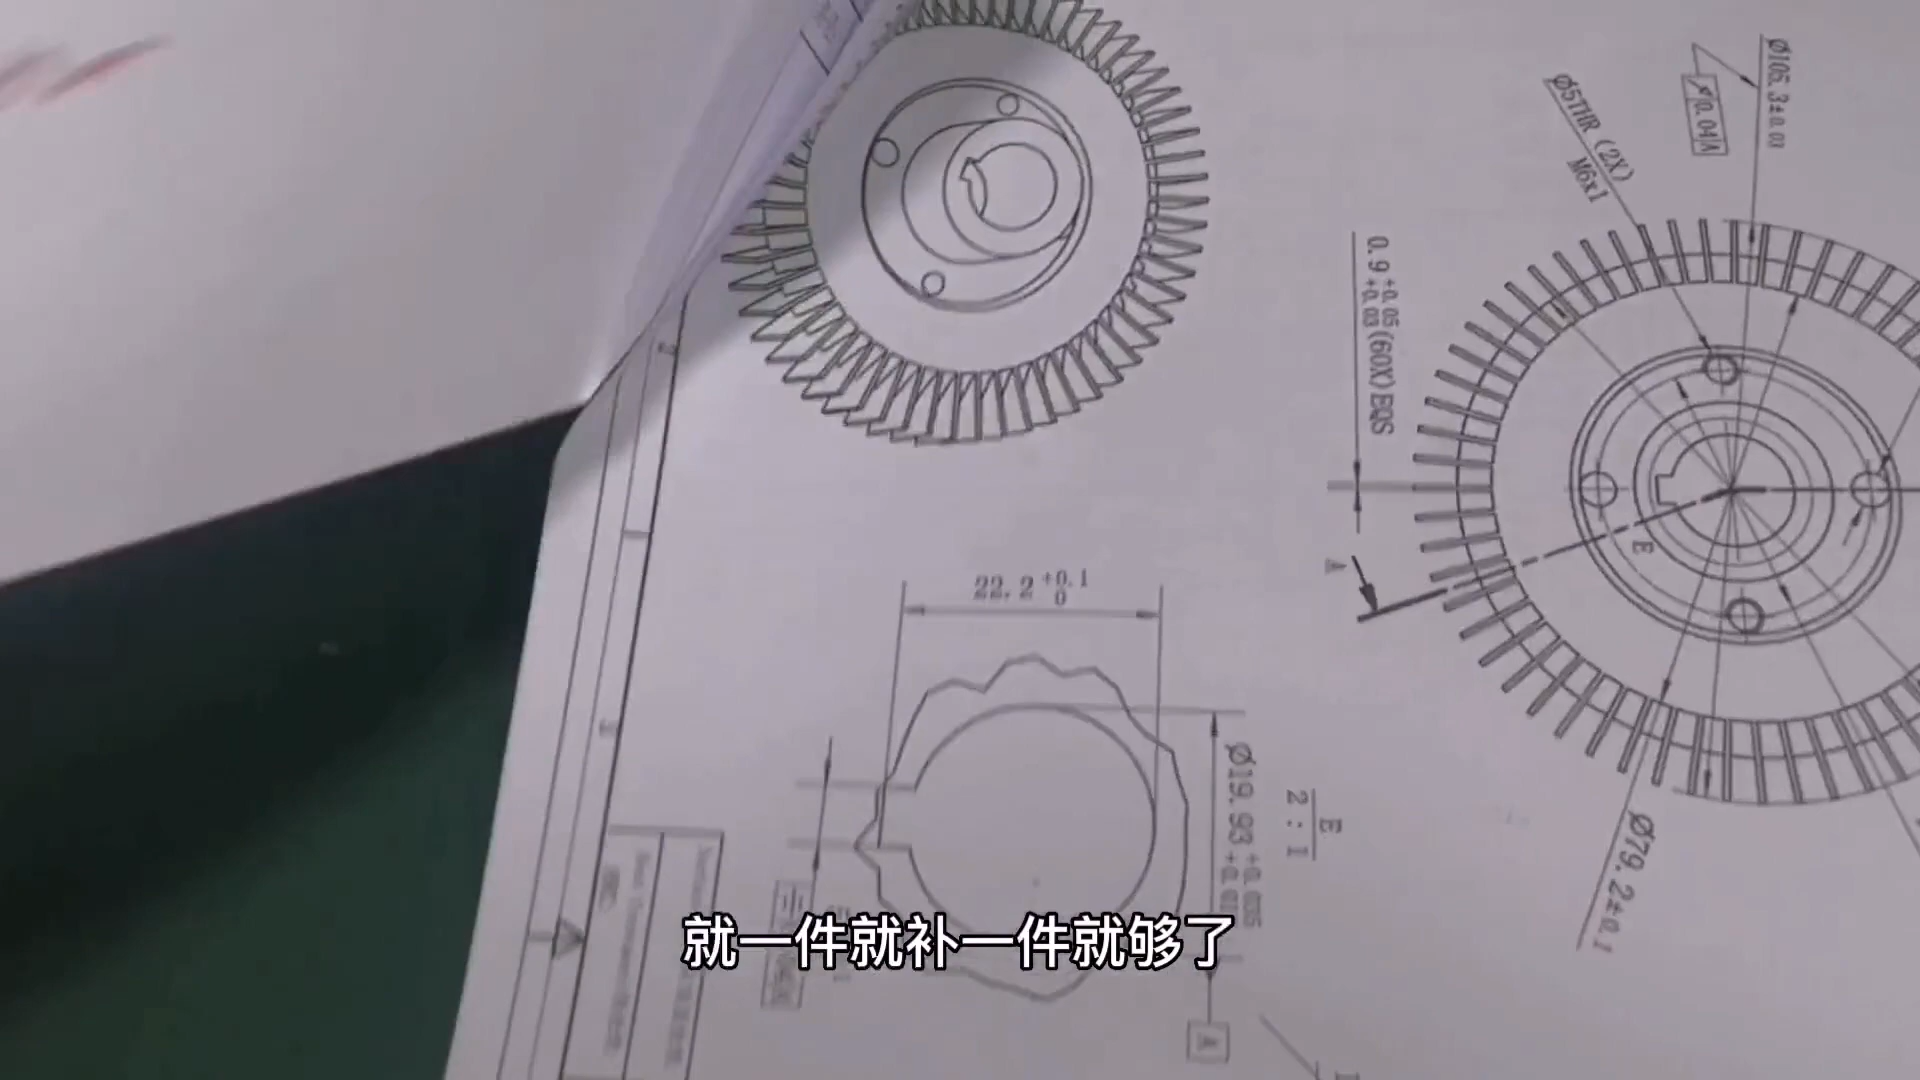 Ø105.3±0.03
0.04 A
Ø5THR (2X)
M6x1
0.9 +0.05 +0.03 (60X) EQS
E
A
22.2 +0.1 0
Ø79.2±0.1
E
2:1
Ø19.93
A
就一件就补一件就够了